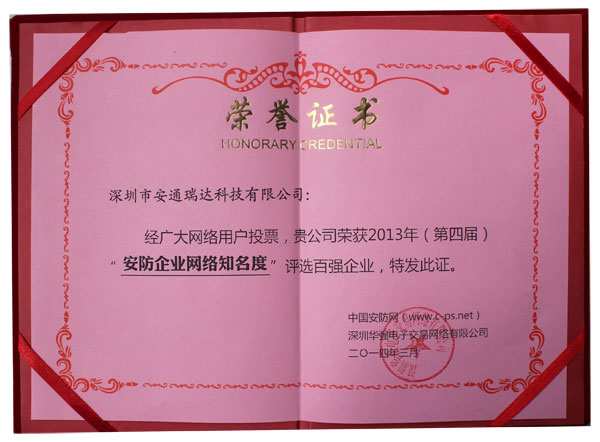 荣誉证书
HONORARY CREDENTIAL
深圳市安通瑞达科技有限公司:
经广大网络用户投票，贵公司荣获2013年（第四届）
“安防企业网络知名度”评选百强企业，特发此证。
中国安防网（www.c-ps.net）
深圳华强电子交易网络有限公司
二〇一四年三月